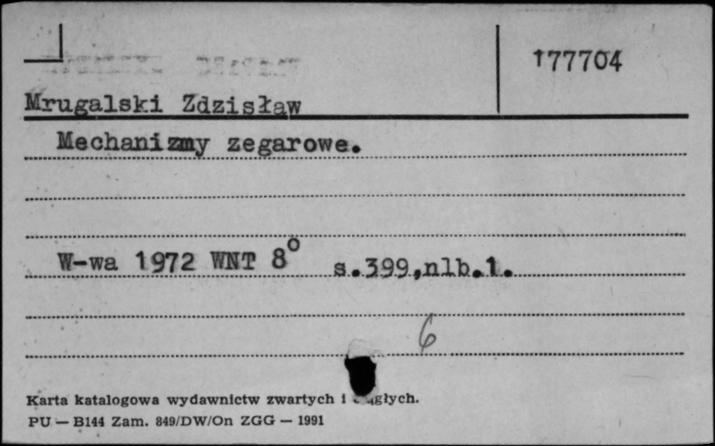 177704
Mrugalski Zdzisław
Mechanizmy zegarowe.
W-wa 1972 WNT 8° s.399,nlb.1.
6
Karta katalogowa wydawnictw zwartych i
PU — B144 Zam. 849/DW/On ZGG — 1991